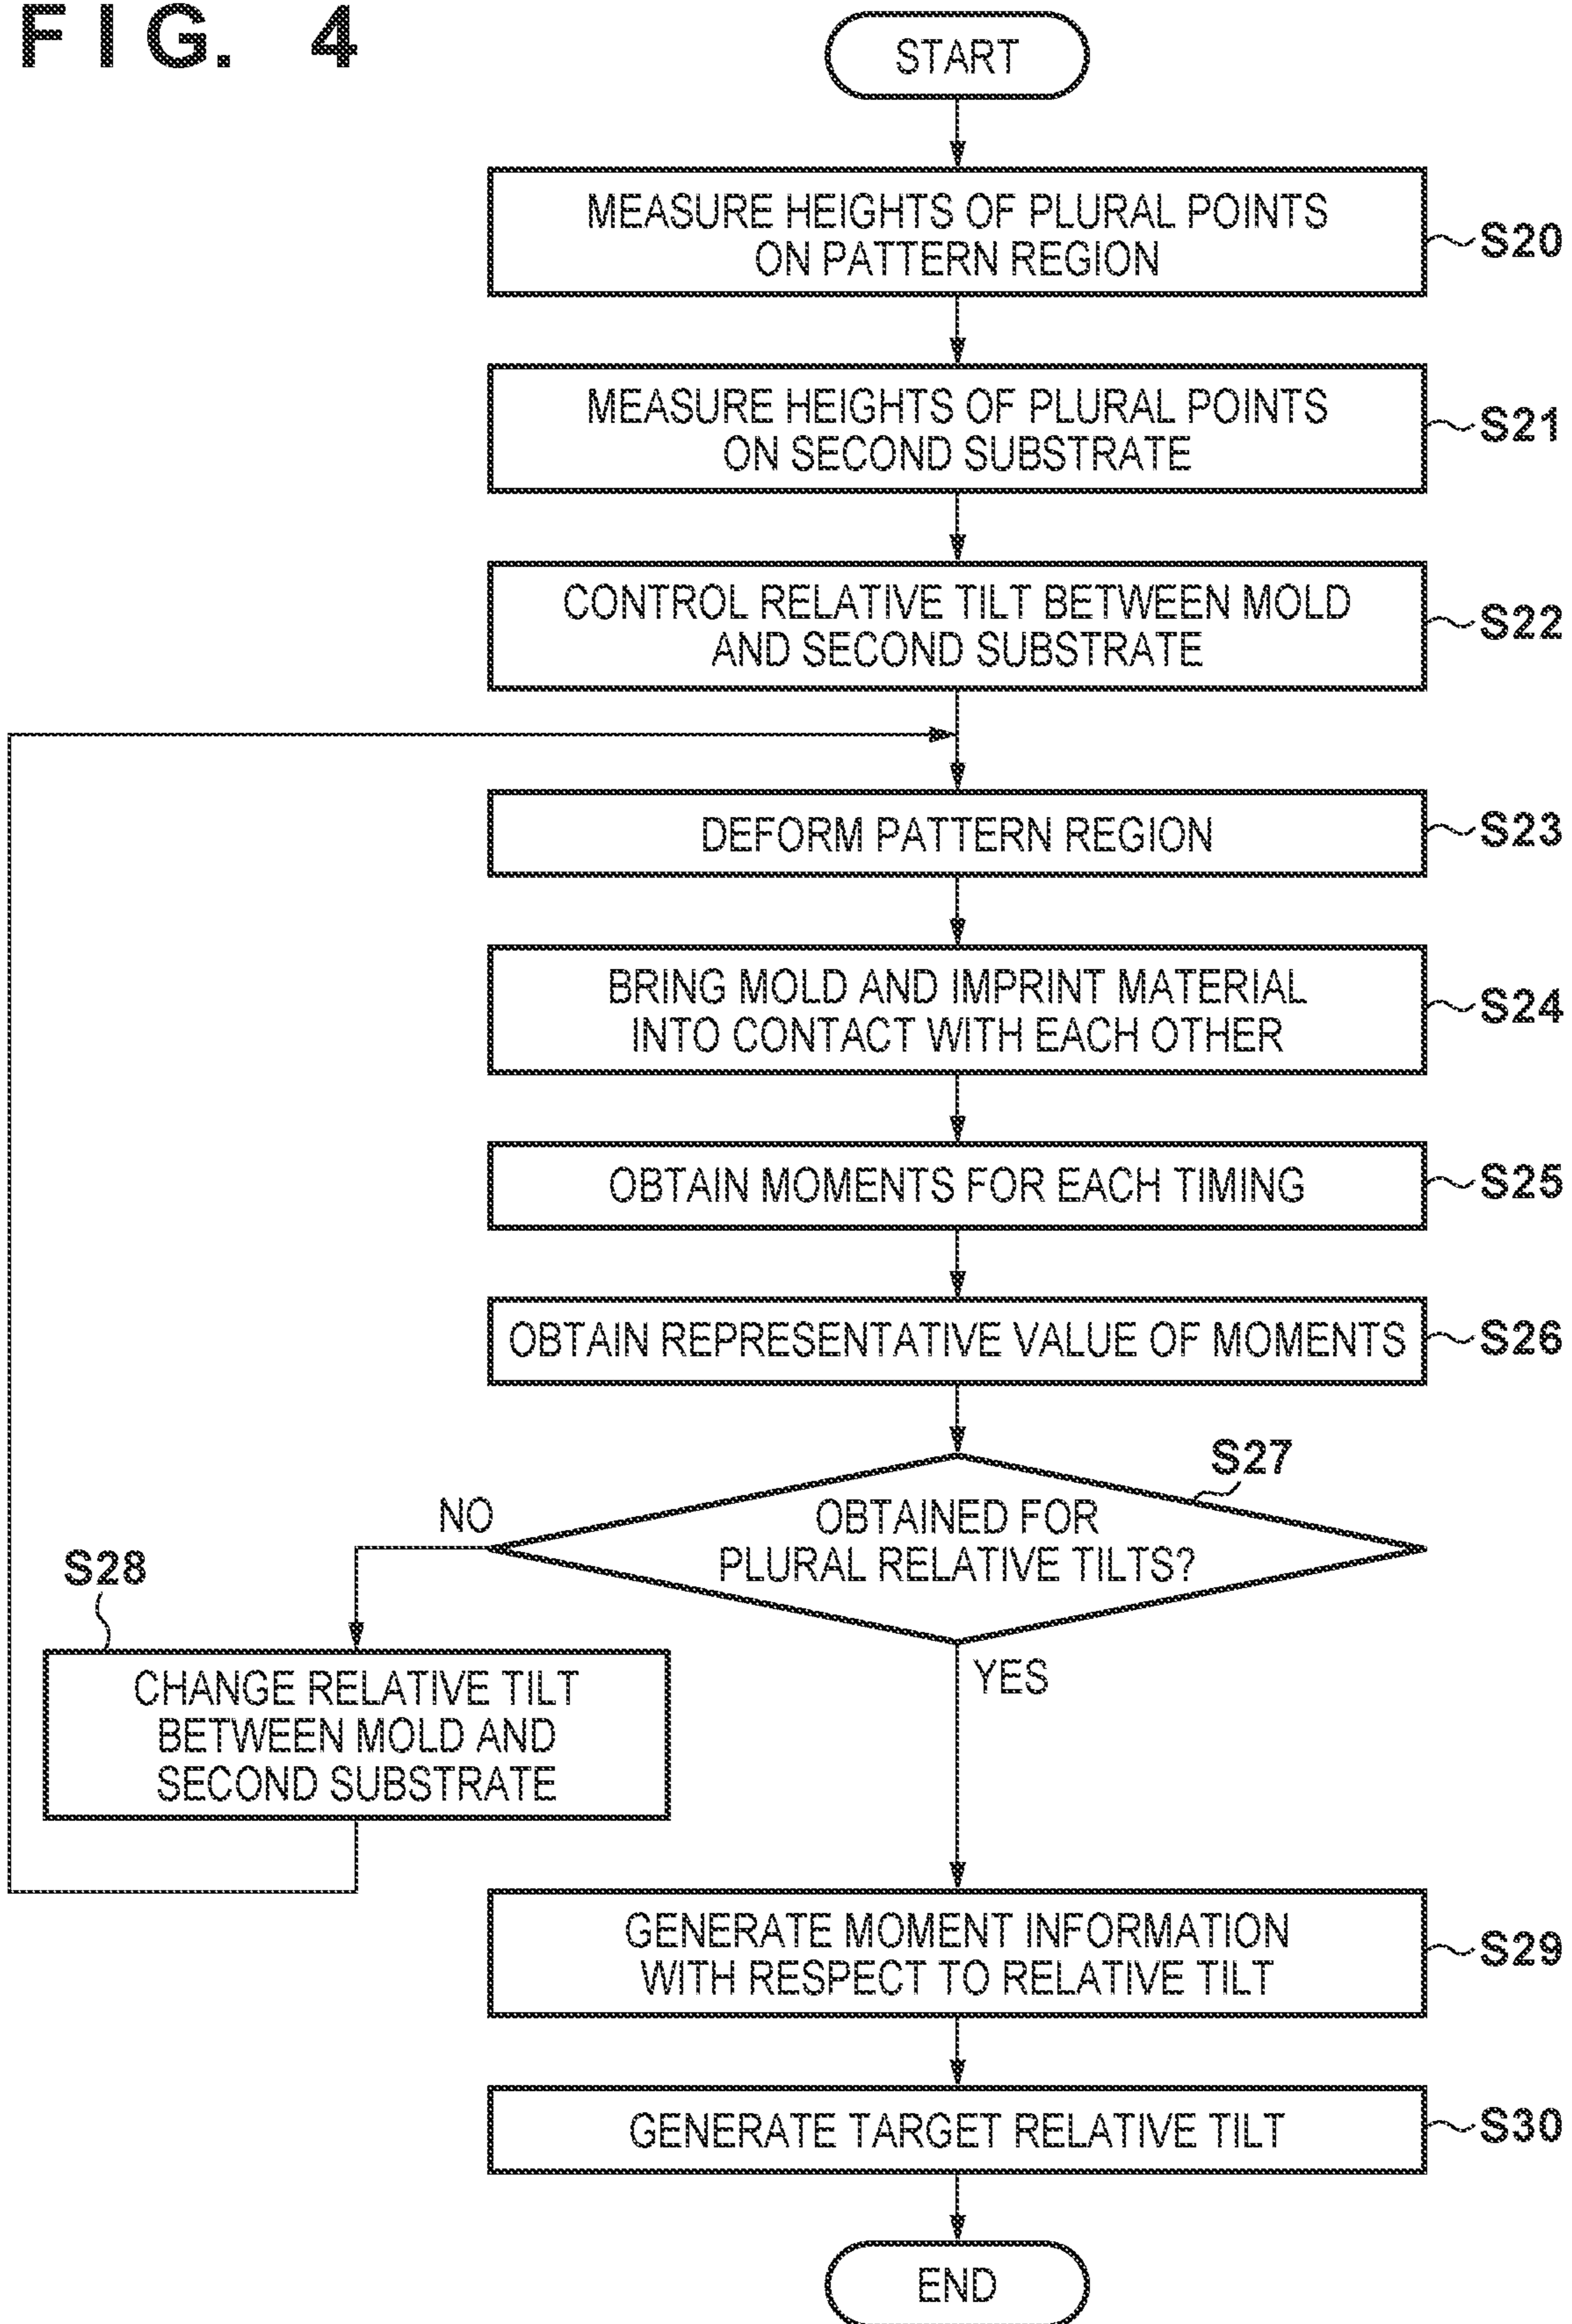 FIG. 4
START
MEASURE HEIGHTS OF PLURAL POINTS
ON PATTERN REGION
S20
MEASURE HEIGHTS OF PLURAL POINTS
ON SECOND SUBSTRATE
S21
CONTROL RELATIVE TILT BETWEEN MOLD
AND SECOND SUBSTRATE
S22
DEFORM PATTERN REGION
S23
BRING MOLD AND IMPRINT MATERIAL
INTO CONTACT WITH EACH OTHER
S24
OBTAIN MOMENTS FOR EACH TIMING
S25
OBTAIN REPRESENTATIVE VALUE OF MOMENTS
S26
S27
OBTAINED FOR
PLURAL RELATIVE TILTS?
NO
S28
CHANGE RELATIVE TILT
BETWEEN MOLD AND
SECOND SUBSTRATE
YES
GENERATE MOMENT INFORMATION
WITH RESPECT TO RELATIVE TILT
S29
GENERATE TARGET RELATIVE TILT
S30
END